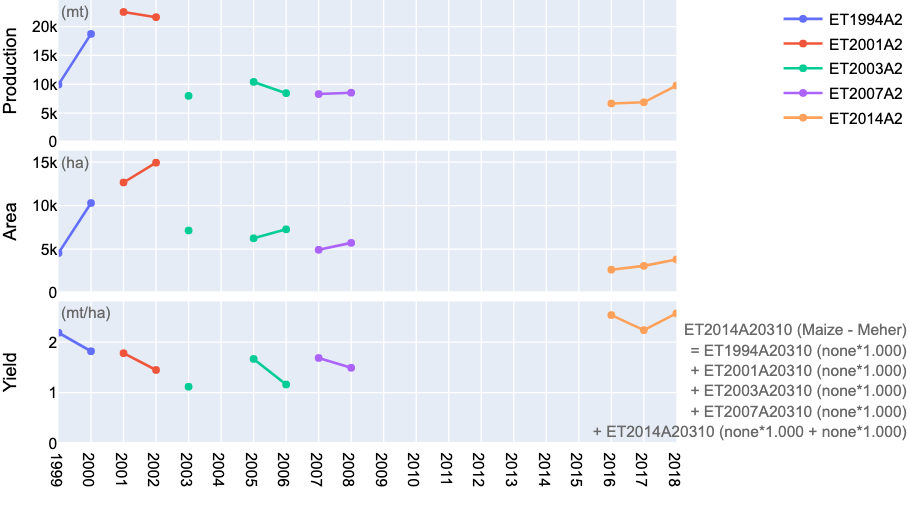 Production
(mt)
20k
15k
10k
5k
0
Area
(ha)
15k
10k
5k
0
Yield
(mt/ha)
2
1
0
1999
2000
2001
2002
2003
2005
2006
2007
2008
2009
2010
2011
2012
2013
2014
2015
2016
2017
2018
ET1994A2
ET2001A2
ET2003A2
ET2007A2
ET2014A2
ET2014A20310 (Maize - Meher)
= ET1994A20310 (none*1.000)
+ ET2001A20310 (none*1.000)
+ ET2003A20310 (none*1.000)
+ ET2007A20310 (none*1.000)
+ ET2014A20310 (none*1.000 + none*1.000)